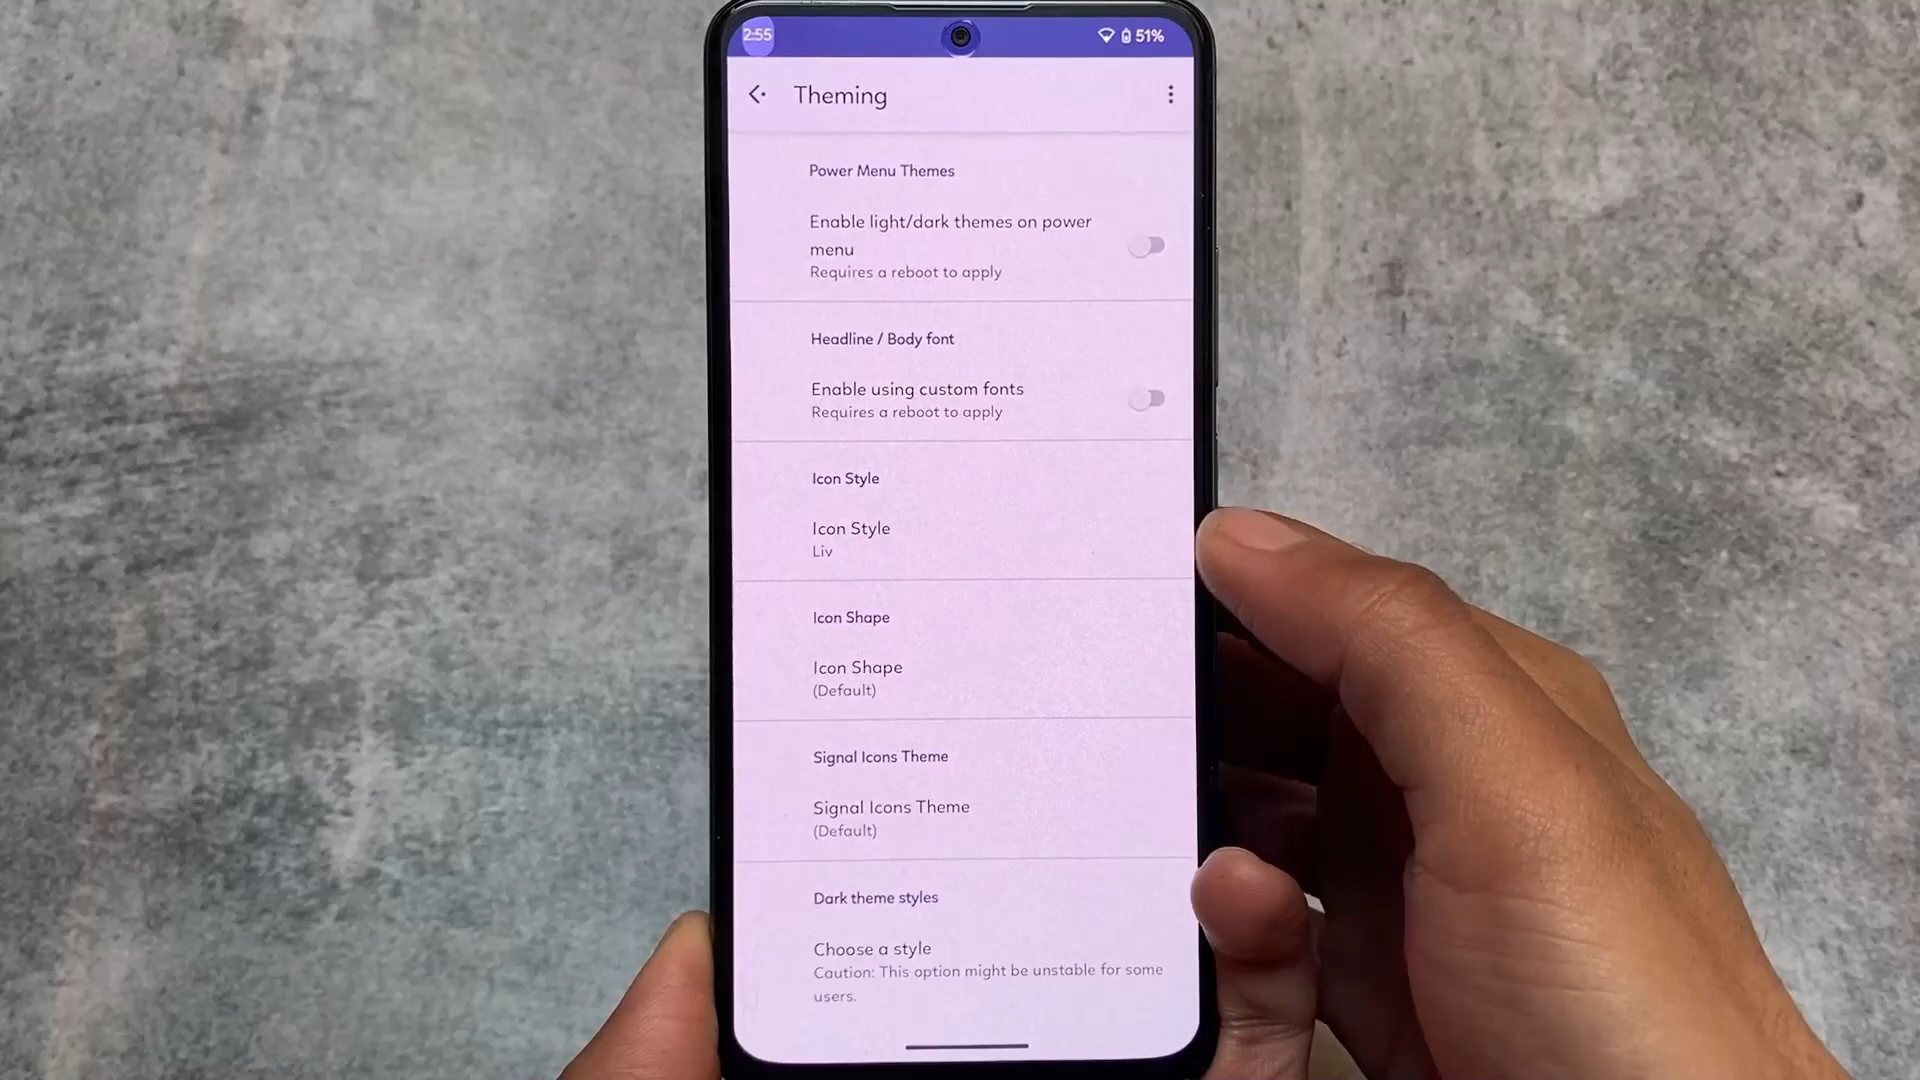 2:55
51%
Theming
Power Menu Themes
Enable light/dark themes on power
menu
Requires a reboot to apply
Headline / Body font
Enable using custom fonts
Requires a reboot to apply
Icon Style
Icon Style
Liv
Icon Shape
Icon Shape
(Default)
Signal Icons Theme
Signal Icons Theme
(Default)
Dark theme styles
Choose a style
Caution: This option might be unstable for some
users.